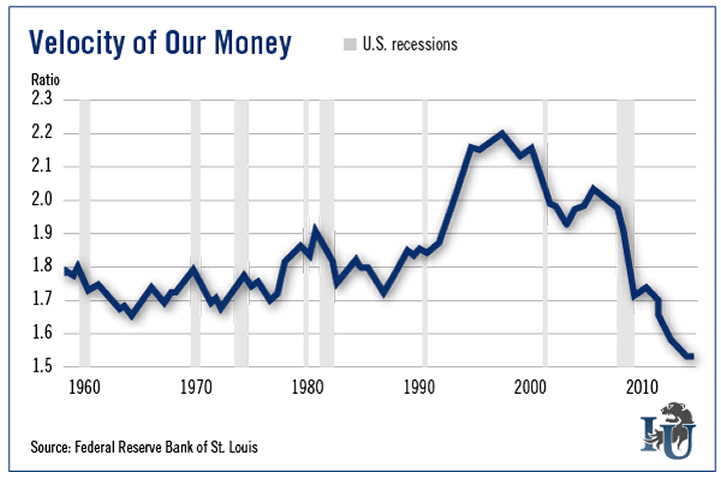 Velocity of Our Money
U.S. recessions
Ratio
2.3
2.2
2.1
2.0
1.9
1.8
1.7
1.6
1.5
1960 1970 1980 1990 2000 2010
Source: Federal Reserve Bank of St. Louis
IU